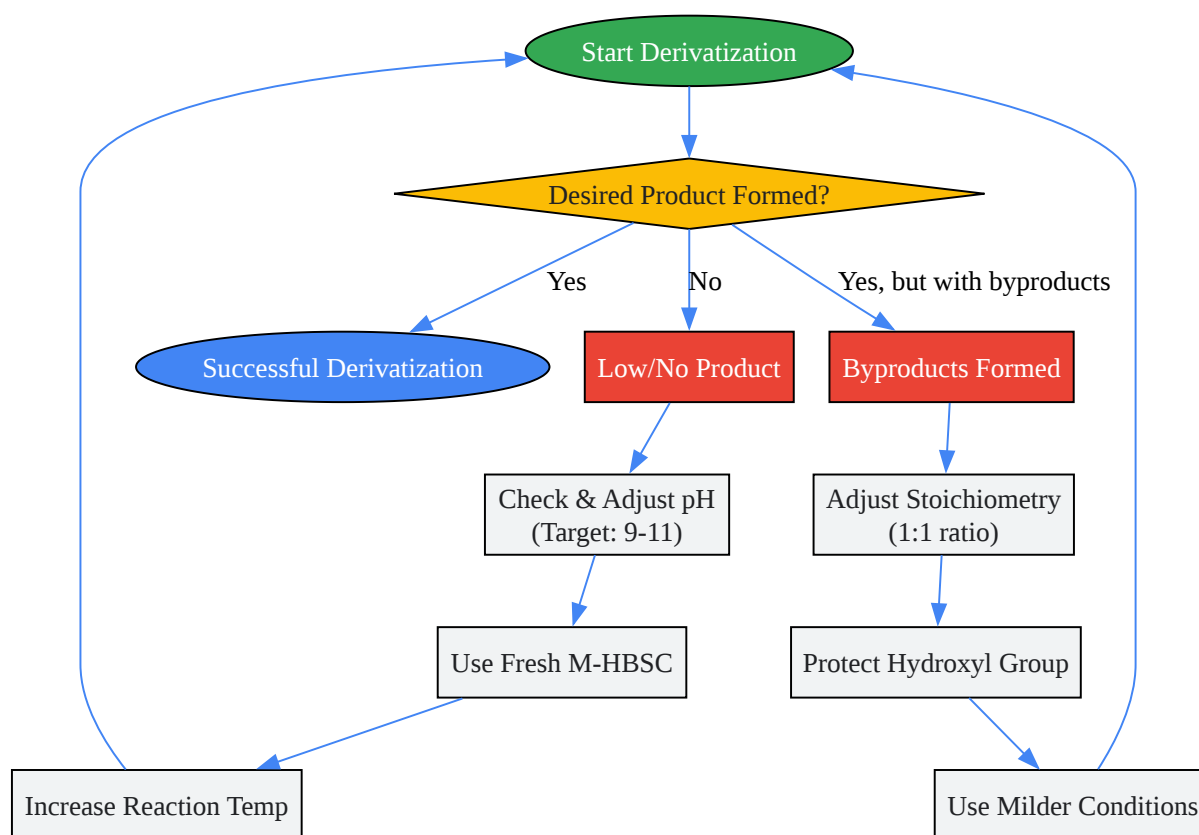 Start Derivatization
Desired Product Formed?
Yes
No
Yes, but with byproducts
Successful Derivatization
Low/No Product
Byproducts Formed
Check & Adjust pH
(Target: 9-11)
Adjust Stoichiometry
(1:1 ratio)
Use Fresh M-HBSC
Protect Hydroxyl Group
Increase Reaction Temp
Use Milder Conditions